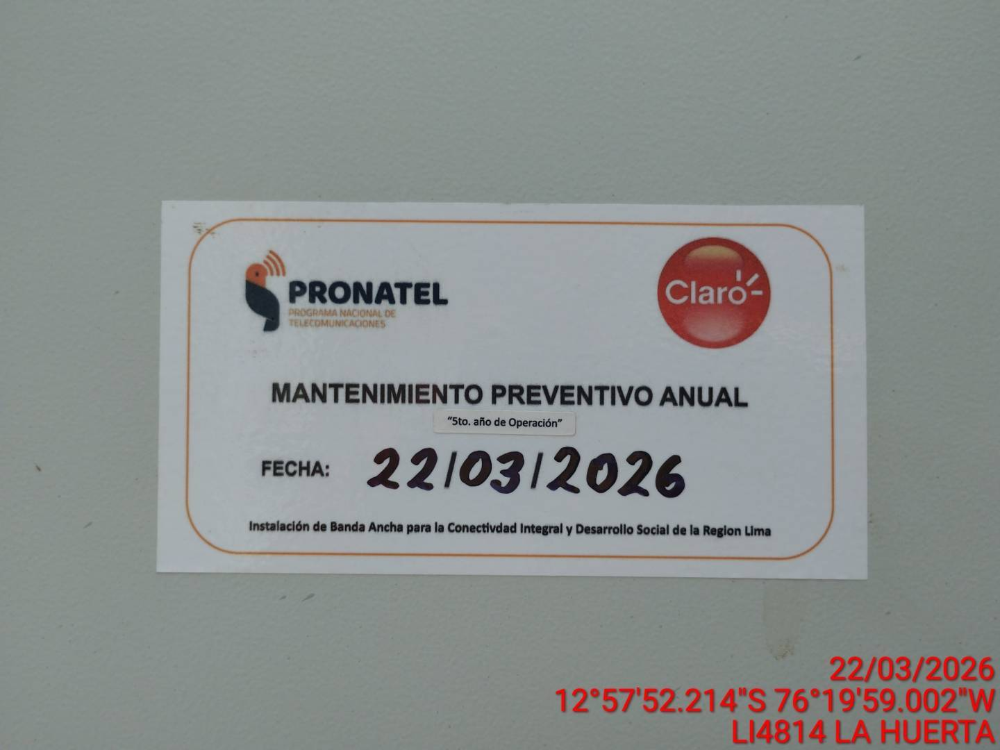 PRONATEL
PROGRAMA NACIONAL DE
TELECOMUNICACIONES
Claro
MANTENIMIENTO PREVENTIVO ANUAL
“5to. año de Operación”
FECHA: 22/03/2026
Instalación de Banda Ancha para la Conectivdad Integral y Desarrollo Social de la Region Lima
22/03/2026
12°57'52.214"S 76°19'59.002"W
LI4814 LA HUERTA